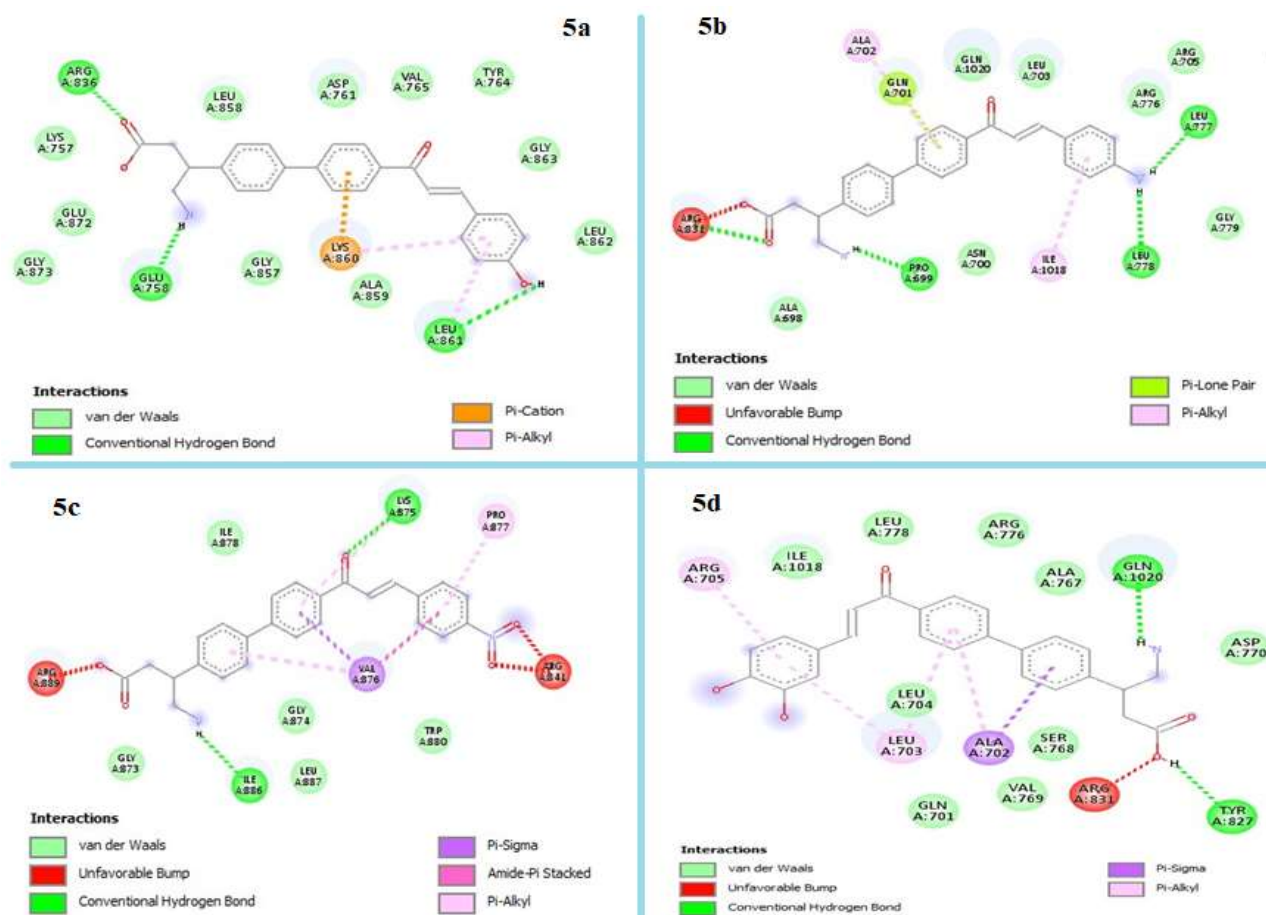 5a
ARG
A:836
LEU
A:858
ASP
A:761
VAL
A:765
TYR
A:764
LYS
A:757
GLY
A:863
GLU
A:872
LEU
A:862
GLY
A:873
GLU
A:758
GLY
A:857
LYS
A:860
ALA
A:859
LEU
A:861
O
O
N
H
O
O
H
Interactions
van der Waals
Conventional Hydrogen Bond
Pi-Cation
Pi-Alkyl
5b
ALA
A:702
GLN
A:701
GLN
A:1020
LEU
A:703
ARG
A:705
ARG
A:776
LEU
A:777
ARG
A:831
PRO
A:699
ASN
A:700
ILE
A:1018
LEU
A:778
GLY
A:779
ALA
A:698
O
O
O
N
H
N
H
H
Interactions
van der Waals
Unfavorable Bump
Conventional Hydrogen Bond
Pi-Lone Pair
Pi-Alkyl
5c
LYS
A:875
PRO
A:877
ILE
A:878
ARG
A:889
VAL
A:876
ARG
A:841
GLY
A:874
TRP
A:880
GLY
A:873
ILE
A:886
LEU
A:887
O
O
O
N
H
N
O
O
Interactions
van der Waals
Unfavorable Bump
Conventional Hydrogen Bond
Pi-Sigma
Amide-Pi Stacked
Pi-Alkyl
5d
LEU
A:778
ARG
A:776
ARG
A:705
ILE
A:1018
ALA
A:767
GLN
A:1020
ASP
A:770
LEU
A:704
LEU
A:703
ALA
A:702
SER
A:768
GLN
A:701
VAL
A:769
ARG
A:831
TYR
A:827
O
H
N
O
O
O
O
H
Interactions
van der Waals
Unfavorable Bump
Conventional Hydrogen Bond
Pi-Sigma
Pi-Alkyl